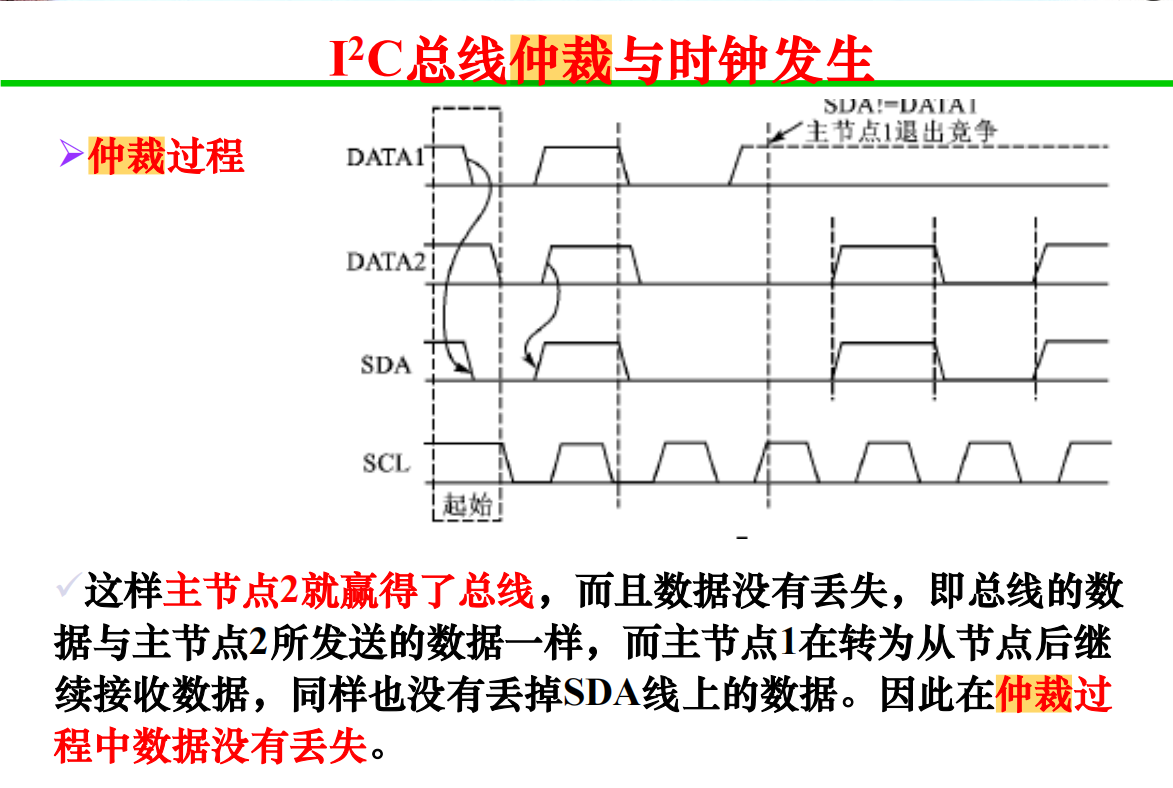 I²C总线仲裁与时钟发生
➢仲裁过程
SDA!=DATA1
主节点1退出竞争
DATA1
DATA2
SDA
SCL
起始
✓这样主节点2就赢得了总线，而且数据没有丢失，即总线的数
据与主节点2所发送的数据一样，而主节点1在转为从节点后继
续接收数据，同样也没有丢掉SDA线上的数据。因此在仲裁过
程中数据没有丢失。